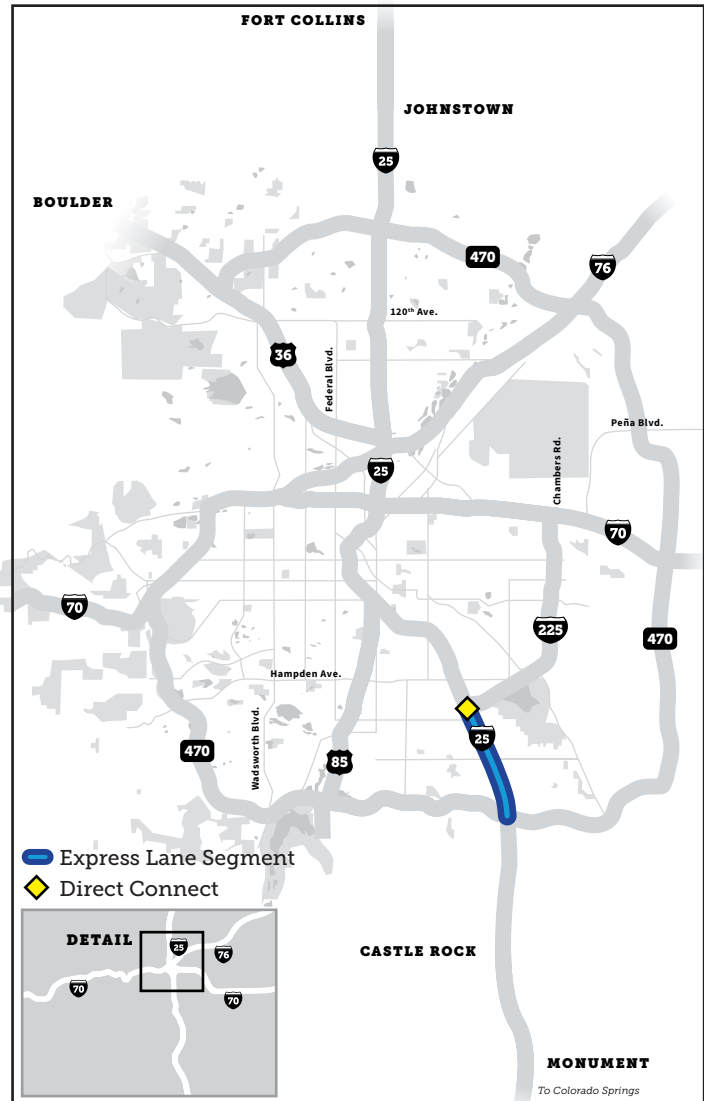 FORT COLLINS
JOHNSTOWN
25
BOULDER
470
76
120th Ave.
36
Federal Blvd.
Peña Blvd.
Chambers Rd.
25
70
70
225
470
Hampden Ave.
Wadsworth Blvd.
25
470
85
Express Lane Segment
Direct Connect
DETAIL
25
76
70
70
CASTLE ROCK
MONUMENT
To Colorado Springs